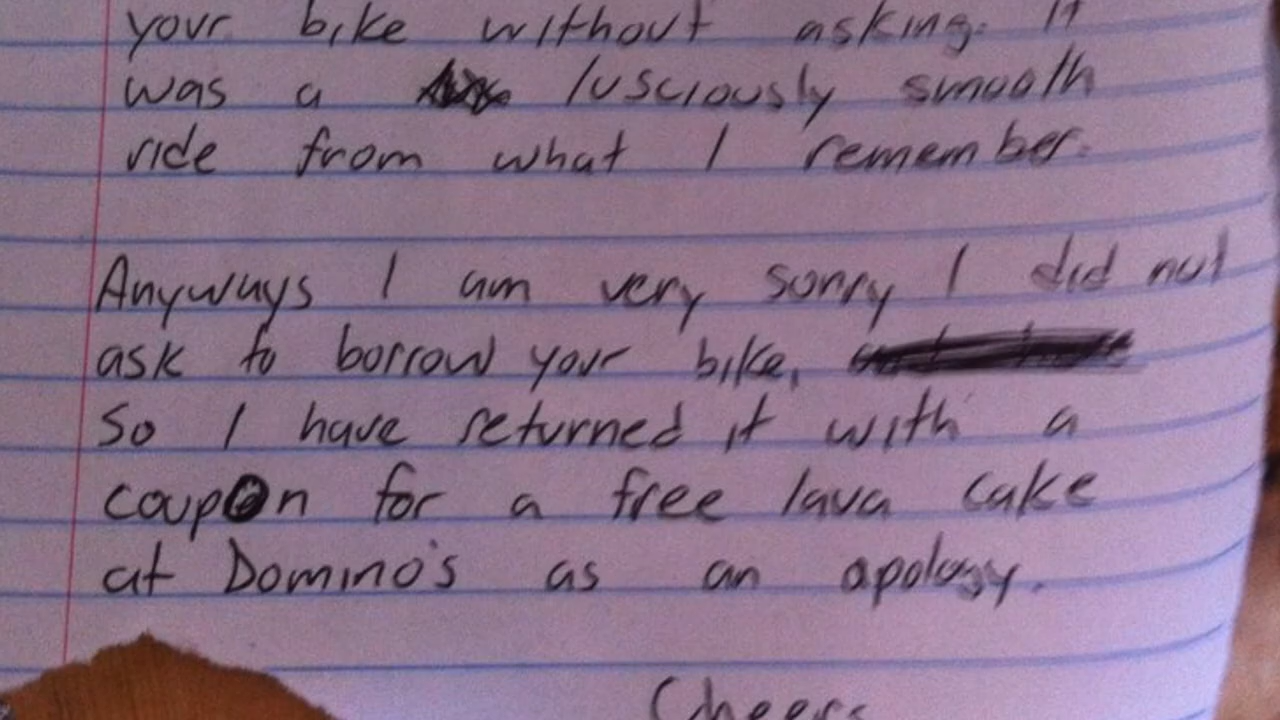 your bike without asking. It
was a lusciously smooth
ride from what I remember.
Anyways I am very sorry I did not
ask to borrow your bike,
So I have returned it with a
coupon for a free lava cake
at Domino's as an apology.
Cheers